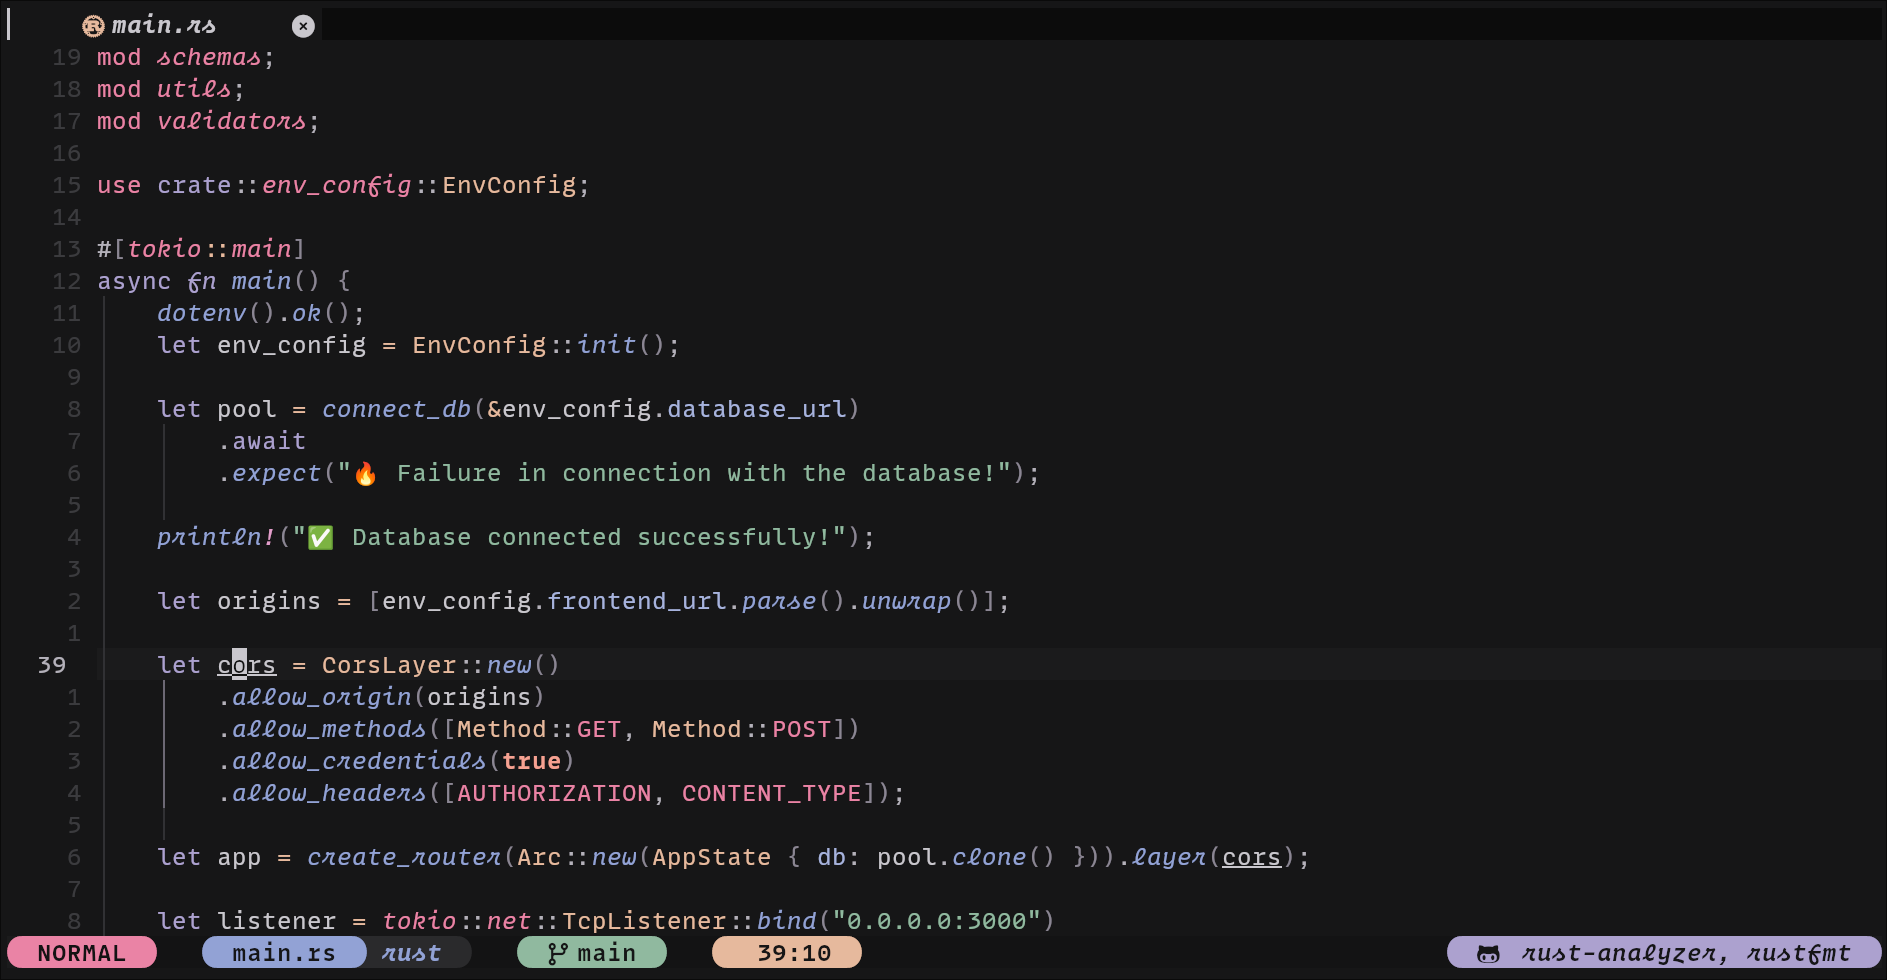 main.rs
19 mod schemas;
18 mod utils;
17 mod validators;
16
15 use crate::env_config::EnvConfig;
14
13 #[tokio::main]
12 async fn main() {
11     dotenv().ok();
10     let env_config = EnvConfig::init();
9
8     let pool = connect_db(&env_config.database_url)
7         .await
6         .expect("🔥 Failure in connection with the database!");
5
4     println!("✅ Database connected successfully!");
3
2     let origins = [env_config.frontend_url.parse().unwrap()];
1
39     let cors = CorsLayer::new()
1         .allow_origin(origins)
2         .allow_methods([Method::GET, Method::POST])
3         .allow_credentials(true)
4         .allow_headers([AUTHORIZATION, CONTENT_TYPE]);
5
6     let app = create_router(Arc::new(AppState { db: pool.clone() })).layer(cors);
7
8     let listener = tokio::net::TcpListener::bind("0.0.0.0:3000")
NORMAL main.rs rust main 39:10 rust-analyzer, rustfmt